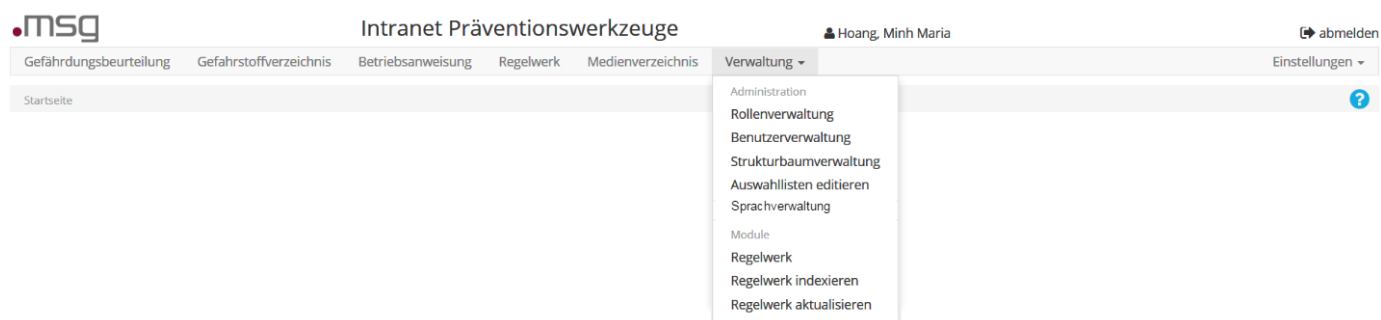 .msg Intranet Präventionswerkzeuge Hoang, Minh Maria abmelden
Gefährdungsbeurteilung Gefahrstoffverzeichnis Betriebsanweisung Regelwerk Medienverzeichnis Verwaltung Einstellungen
Startseite ?
Administration
Rollenverwaltung
Benutzerverwaltung
Strukturbaumverwaltung
Auswahllisten editieren
Sprachverwaltung
Module
Regelwerk
Regelwerk indexieren
Regelwerk aktualisieren